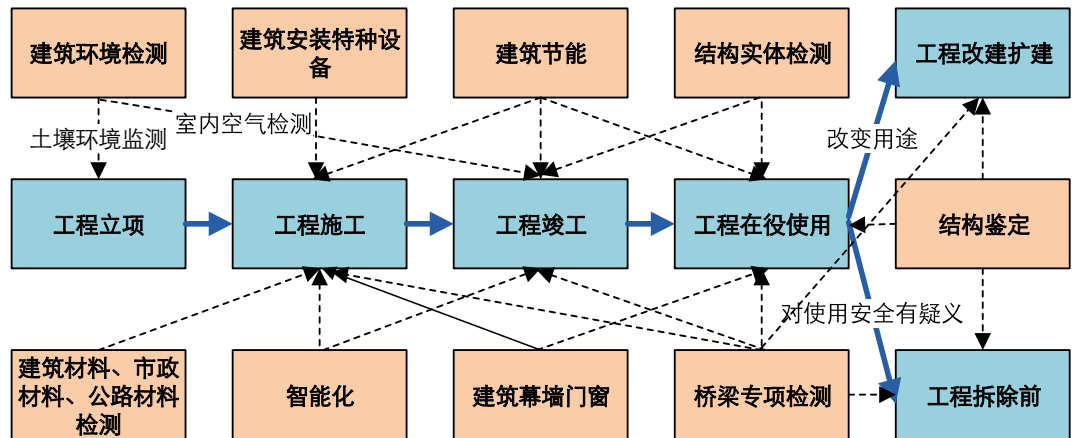 建筑环境检测
建筑安装特种设
备
建筑节能
结构实体检测
工程改建扩建
土壤环境监测
室内空气检测
改变用途
工程立项
工程施工
工程竣工
工程在役使用
结构鉴定
对使用安全有疑义
建筑材料、市政
材料、公路材料
检测
智能化
建筑幕墙门窗
桥梁专项检测
工程拆除前